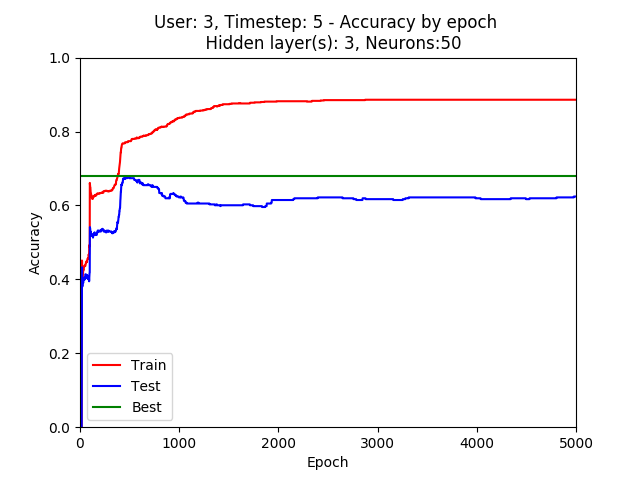 User: 3, Timestep: 5 - Accuracy by epoch
Hidden layer(s): 3, Neurons:50
1.0
0.8
0.6
0.4
0.2
0.0
Accuracy
Train
Test
Best
0 1000 2000 3000 4000 5000
Epoch